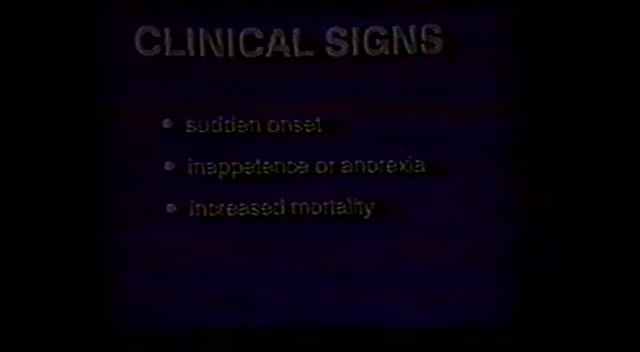 CLINICAL SIGNS
• sudden onset
• inappetence or anorexia
• increased mortality